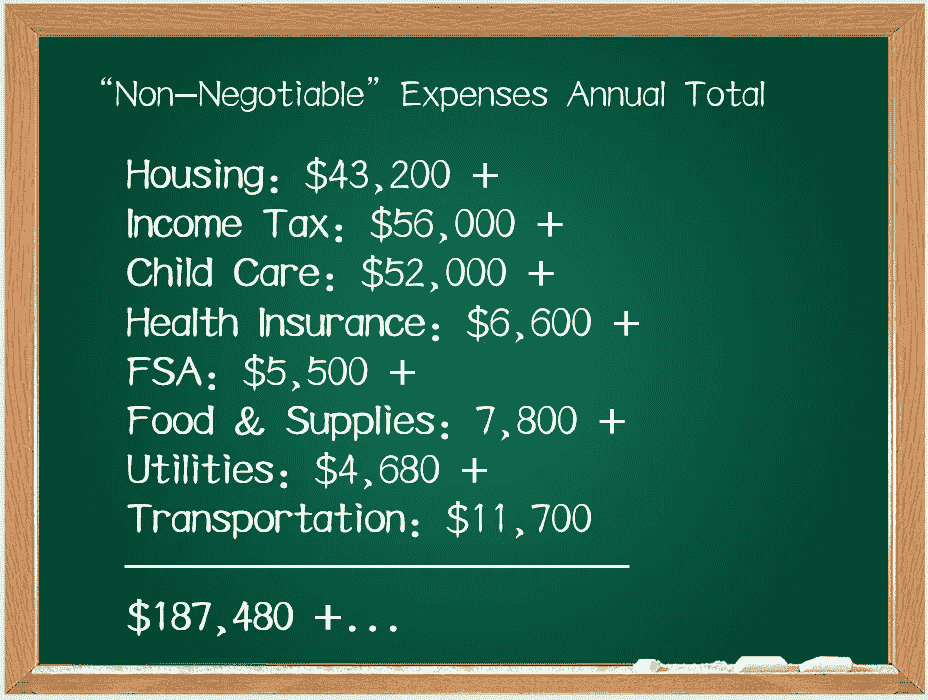 “Non-Negotiable” Expenses Annual Total
Housing: $43,200 +
Income Tax: $56,000 +
Child Care: $52,000 +
Health Insurance: $6,600 +
FSA: $5,500 +
Food & Supplies: 7,800 +
Utilities: $4,680 +
Transportation: $11,700
$187,480 +...